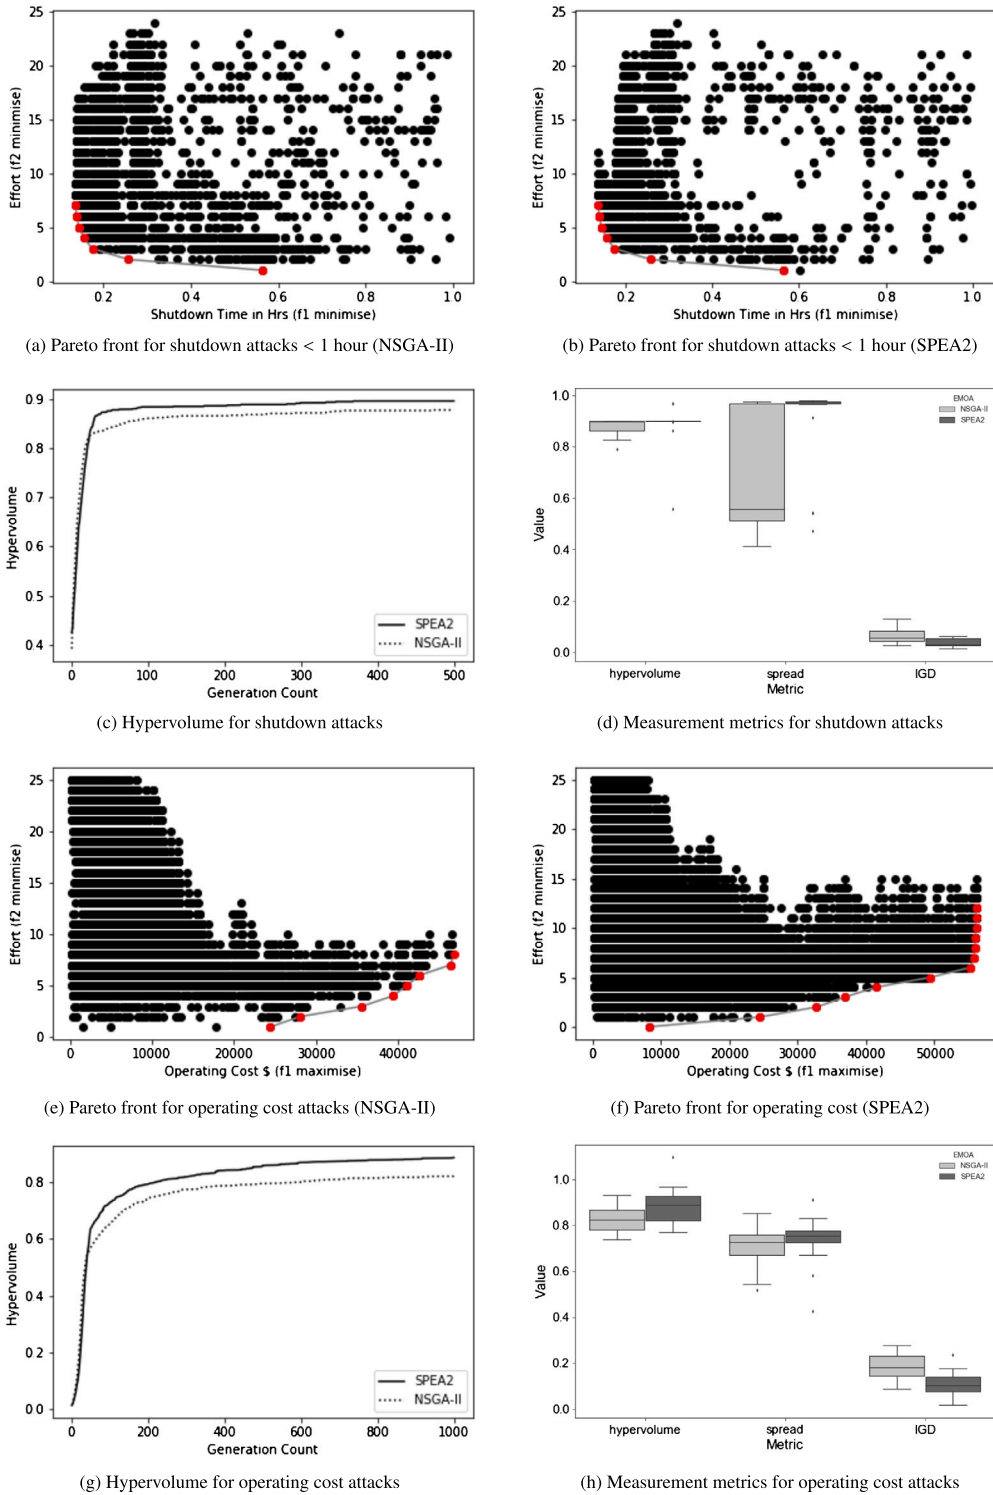 25
20
15
10
5
0
Effort (f2 minimise)
0.2 0.4 0.6 0.8 1.0
Shutdown Time in Hrs (f1 minimise)
(a) Pareto front for shutdown attacks < 1 hour (NSGA-II)
25
20
15
10
5
0
Effort (f2 minimise)
0.2 0.4 0.6 0.8 1.0
Shutdown Time in Hrs (f1 minimise)
(b) Pareto front for shutdown attacks < 1 hour (SPEA2)
0.9
0.8
0.7
0.6
0.5
0.4
Hypervolume
SPEA2
NSGA-II
0 100 200 300 400 500
Generation Count
(c) Hypervolume for shutdown attacks
1.0
0.8
0.6
0.4
0.2
0.0
Value
EMOA
NSGA-II
SPEA2
hypervolume spread IGD
Metric
(d) Measurement metrics for shutdown attacks
25
20
15
10
5
0
Effort (f2 minimise)
0 10000 20000 30000 40000
Operating Cost $ (f1 maximise)
(e) Pareto front for operating cost attacks (NSGA-II)
25
20
15
10
5
0
Effort (f2 minimise)
0 10000 20000 30000 40000 50000
Operating Cost $ (f1 maximise)
(f) Pareto front for operating cost (SPEA2)
0.8
0.6
0.4
0.2
0.0
Hypervolume
SPEA2
NSGA-II
0 200 400 600 800 1000
Generation Count
(g) Hypervolume for operating cost attacks
1.0
0.8
0.6
0.4
0.2
0.0
Value
EMOA
NSGA-II
SPEA2
hypervolume spread IGD
Metric
(h) Measurement metrics for operating cost attacks